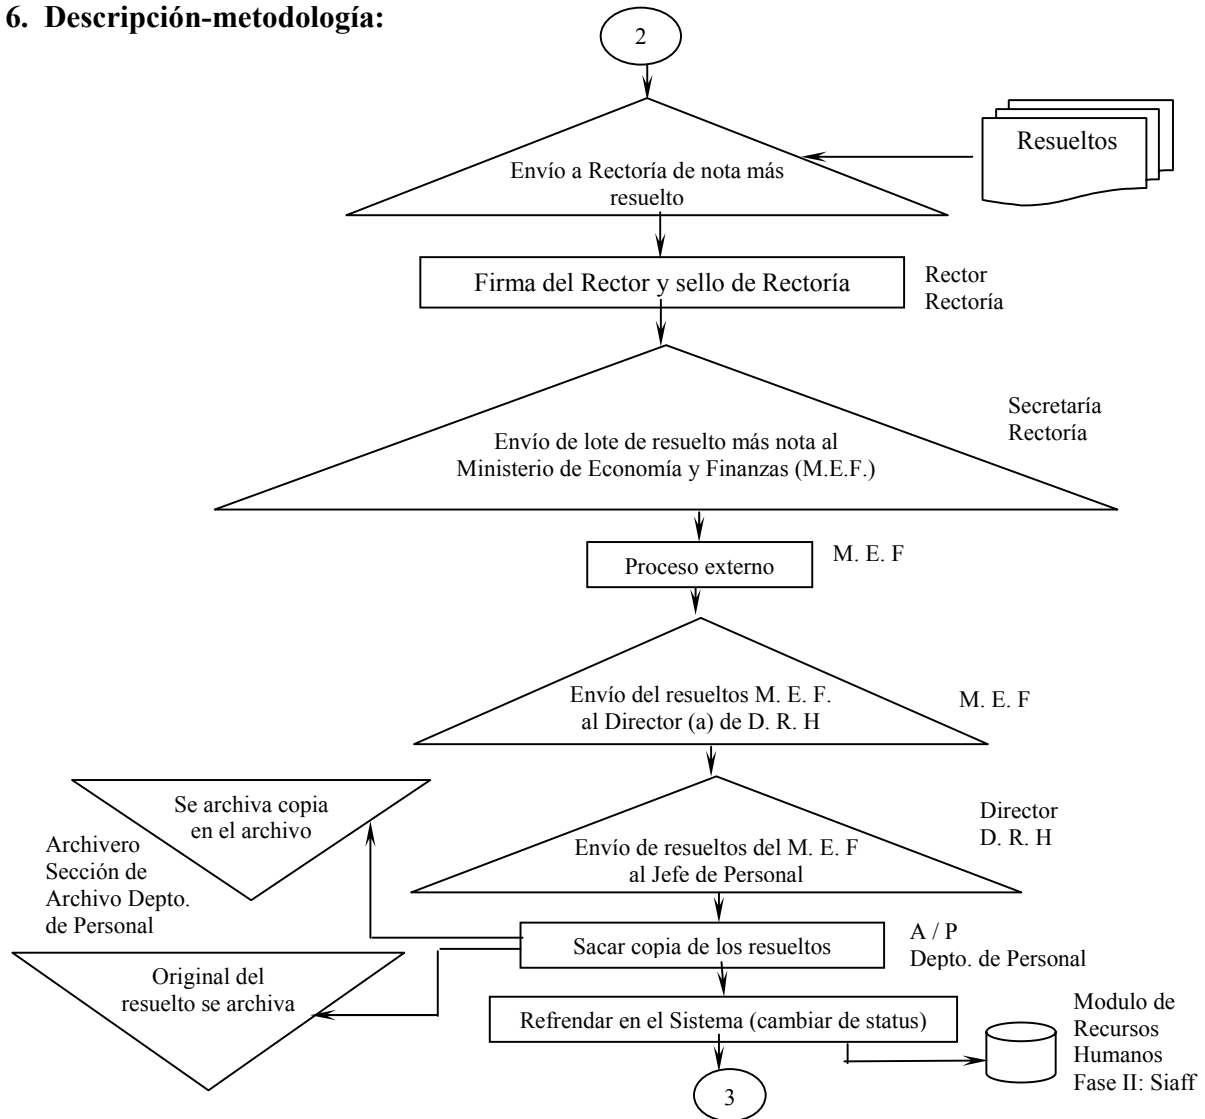 6. Descripción-metodología:
2
Resueltos
Envío a Rectoría de nota más
resuelto
Firma del Rector y sello de Rectoría
Rector
Rectoría
Secretaría
Rectoría
Envío de lote de resuelto más nota al
Ministerio de Economía y Finanzas (M.E.F.)
Proceso externo
M. E. F
Envío del resueltos M. E. F.
al Director (a) de D. R. H
M. E. F
Se archiva copia
en el archivo
Archivero
Sección de
Archivo Depto.
de Personal
Envío de resueltos del M. E. F
al Jefe de Personal
Director
D. R. H
Sacar copia de los resueltos
A / P
Depto. de Personal
Original del
resuelto se archiva
Refrendar en el Sistema (cambiar de status)
Modulo de
Recursos
Humanos
Fase II: Siaff
3